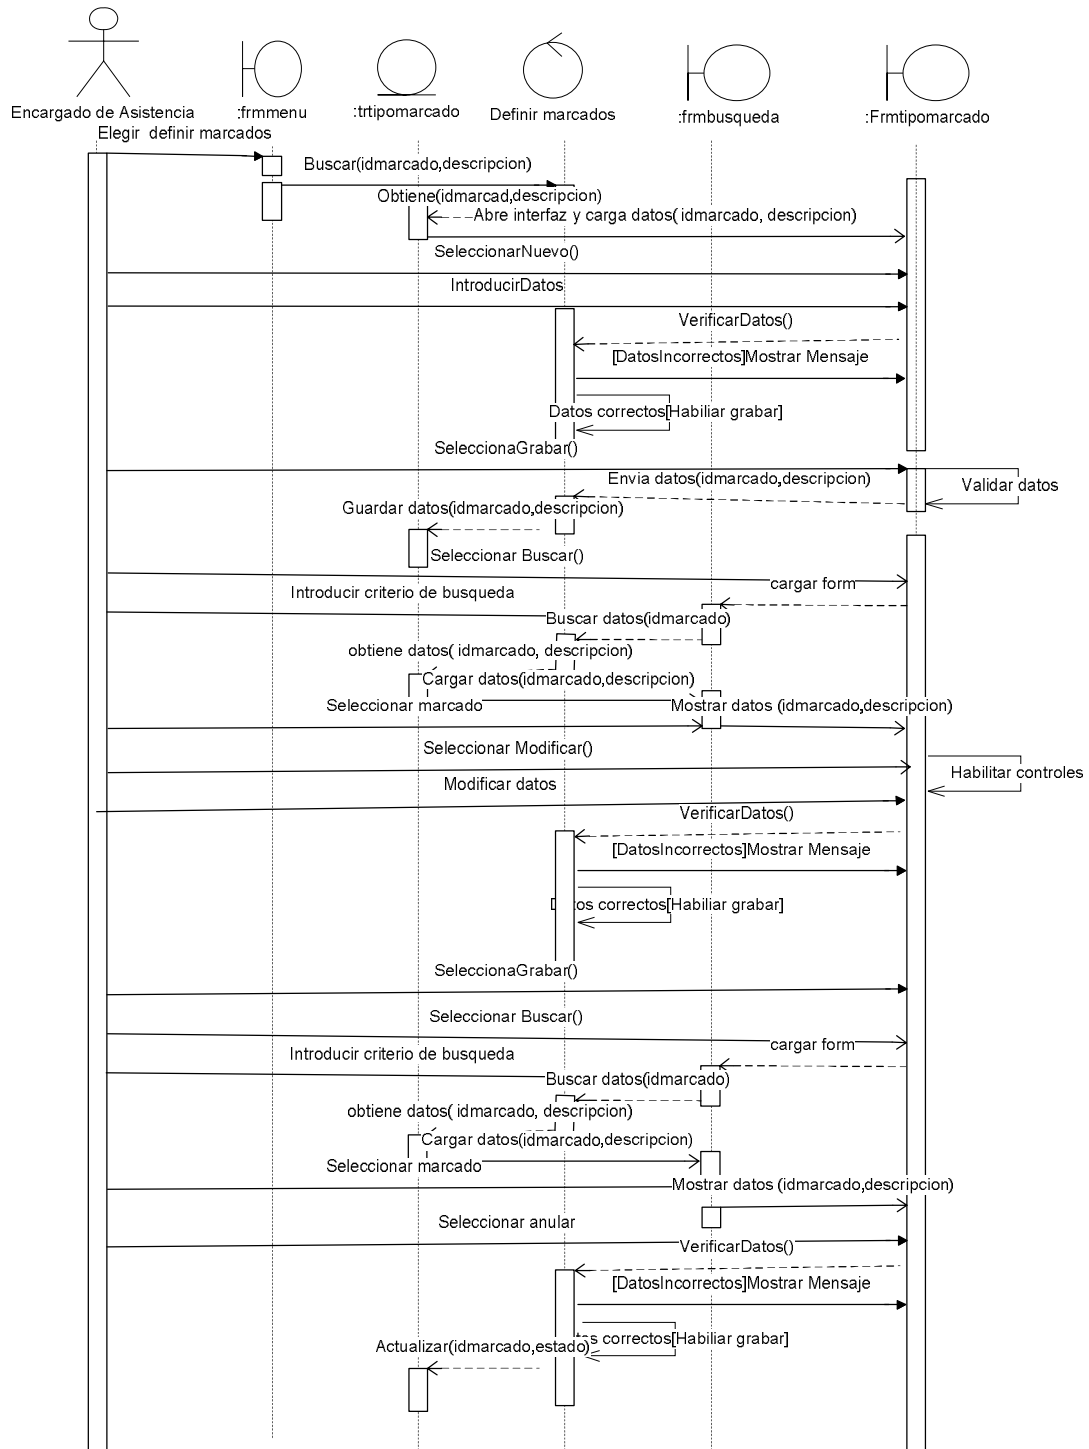 Encargado de Asistencia
:frmmenu
:trtipomarcado
Definir marcados
:frmbusqueda
:Frmtipomarcado
Elegir definir marcados
Buscar(idmarcado,descripcion)
Obtiene(idmarcad,descripcion)
Abre interfaz y carga datos( idmarcado, descripcion)
SeleccionarNuevo()
IntroducirDatos
VerificarDatos()
[DatosIncorrectos]Mostrar Mensaje
Datos correctos[Habiliar grabar]
SeleccionaGrabar()
Envia datos(idmarcado,descripcion)
Validar datos
Guardar datos(idmarcado,descripcion)
Seleccionar Buscar()
cargar form
Introducir criterio de busqueda
Buscar datos(idmarcado)
obtiene datos( idmarcado, descripcion)
Cargar datos(idmarcado,descripcion)
Seleccionar marcado
Mostrar datos (idmarcado,descripcion)
Seleccionar Modificar()
Habilitar controles
Modificar datos
VerificarDatos()
[DatosIncorrectos]Mostrar Mensaje
correctos[Habiliar grabar]
SeleccionaGrabar()
Seleccionar Buscar()
cargar form
Introducir criterio de busqueda
Buscar datos(idmarcado)
obtiene datos( idmarcado, descripcion)
Cargar datos(idmarcado,descripcion)
Seleccionar marcado
Mostrar datos (idmarcado,descripcion)
Seleccionar anular
VerificarDatos()
[DatosIncorrectos]Mostrar Mensaje
correctos[Habiliar grabar]
Actualizar(idmarcado,estado)